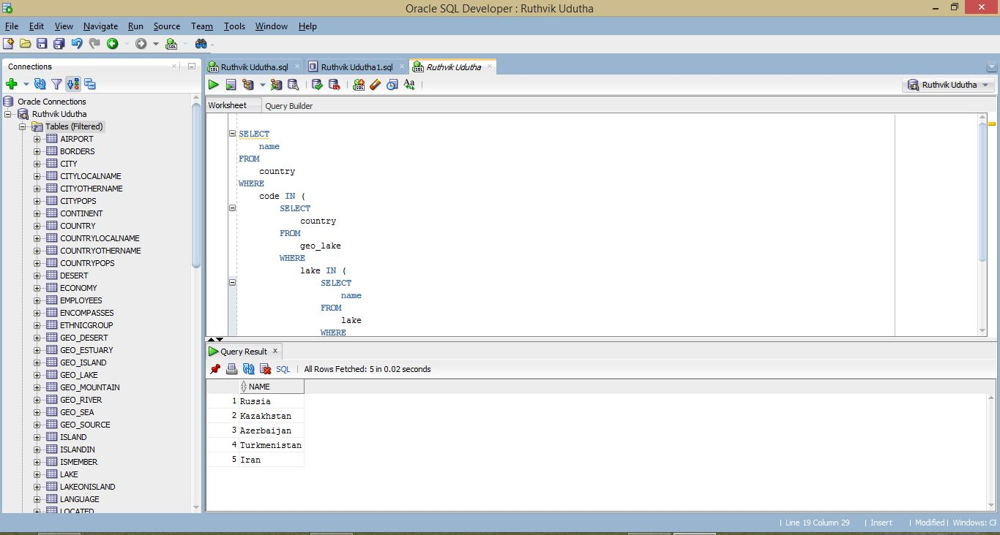 Oracle SQL Developer : Ruthvik Udutha
File Edit View Navigate Run Source Team Tools Window Help
Connections
Oracle Connections
Ruthvik Udutha
Tables (Filtered)
AIRPORT
BORDERS
CITY
CITYLOCALNAME
CITYOTHERNAME
CITYPOPS
CONTINENT
COUNTRY
COUNTRYLOCALNAME
COUNTRYOTHERNAME
COUNTRYPOPS
DESERT
ECONOMY
EMPLOYEES
ENCOMPASSES
ETHNICGROUP
GEO_DESERT
GEO_ESTUARY
GEO_ISLAND
GEO_LAKE
GEO_MOUNTAIN
GEO_RIVER
GEO_SEA
GEO_SOURCE
ISLAND
ISLANDIN
ISMEMBER
LAKE
LAKEONISLAND
LANGUAGE
LOCATED
Ruthvik Udutha.sql Ruthvik Udutha1.sql Ruthvik Udutha
Aa Ruthvik Udutha
Worksheet Query Builder
SELECT
name
FROM
country
WHERE
code IN (
SELECT
country
FROM
geo_lake
WHERE
lake IN (
SELECT
name
FROM
lake
WHERE
Query Result x
SQL | All Rows Fetched: 5 in 0.02 seconds
NAME
1 Russia
2 Kazakhstan
3 Azerbaijan
4 Turkmenistan
5 Iran
| Line 19 Column 29 | Insert | Modified | Windows: CF